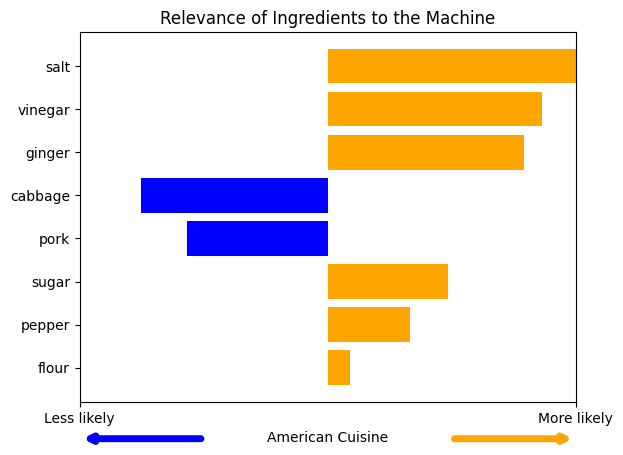 Relevance of Ingredients to the Machine
salt
vinegar
ginger
cabbage
pork
sugar
pepper
flour
Less likely
More likely
American Cuisine